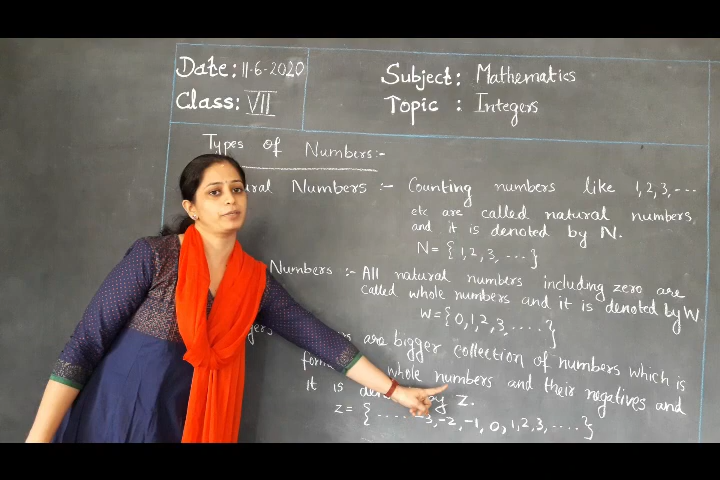 Date: 11-6-2020
Class: VII
Subject: Mathematics
Topic : Integers
Types of Numbers:-
ural Numbers :- Counting numbers like 1, 2, 3, ---
etc are called natural numbers
and it is denoted by N.
N = { 1, 2, 3, ---- }
Numbers :- All natural numbers including zero are
called whole numbers and it is denoted by W.
W = { 0, 1, 2, 3, ..... }
are bigger collection of numbers which is
whole numbers and their negatives and
it is by Z.
Z = { ..... -3, -2, -1, 0, 1, 2, 3, ..... }